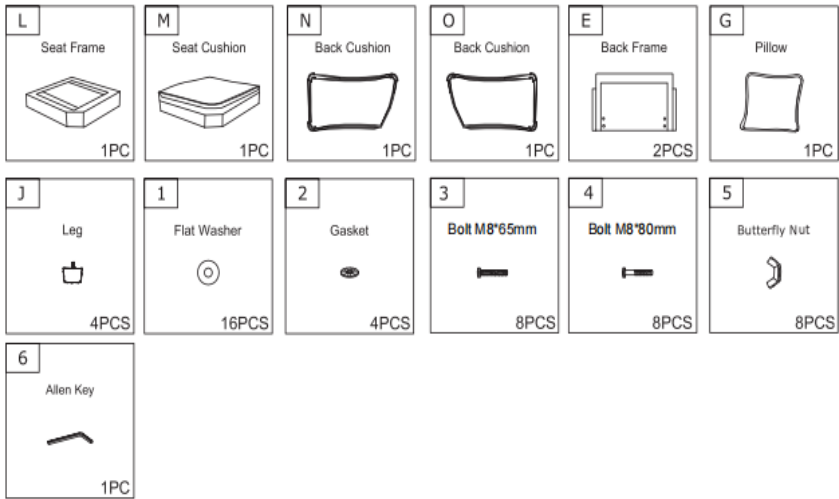 L
Seat Frame
1PC
M
Seat Cushion
1PC
N
Back Cushion
1PC
O
Back Cushion
1PC
E
Back Frame
2PCS
G
Pillow
1PC
J
Leg
4PCS
1
Flat Washer
16PCS
2
Gasket
4PCS
3
Bolt M8*65mm
8PCS
4
Bolt M8*80mm
8PCS
5
Butterfly Nut
8PCS
6
Allen Key
1PC